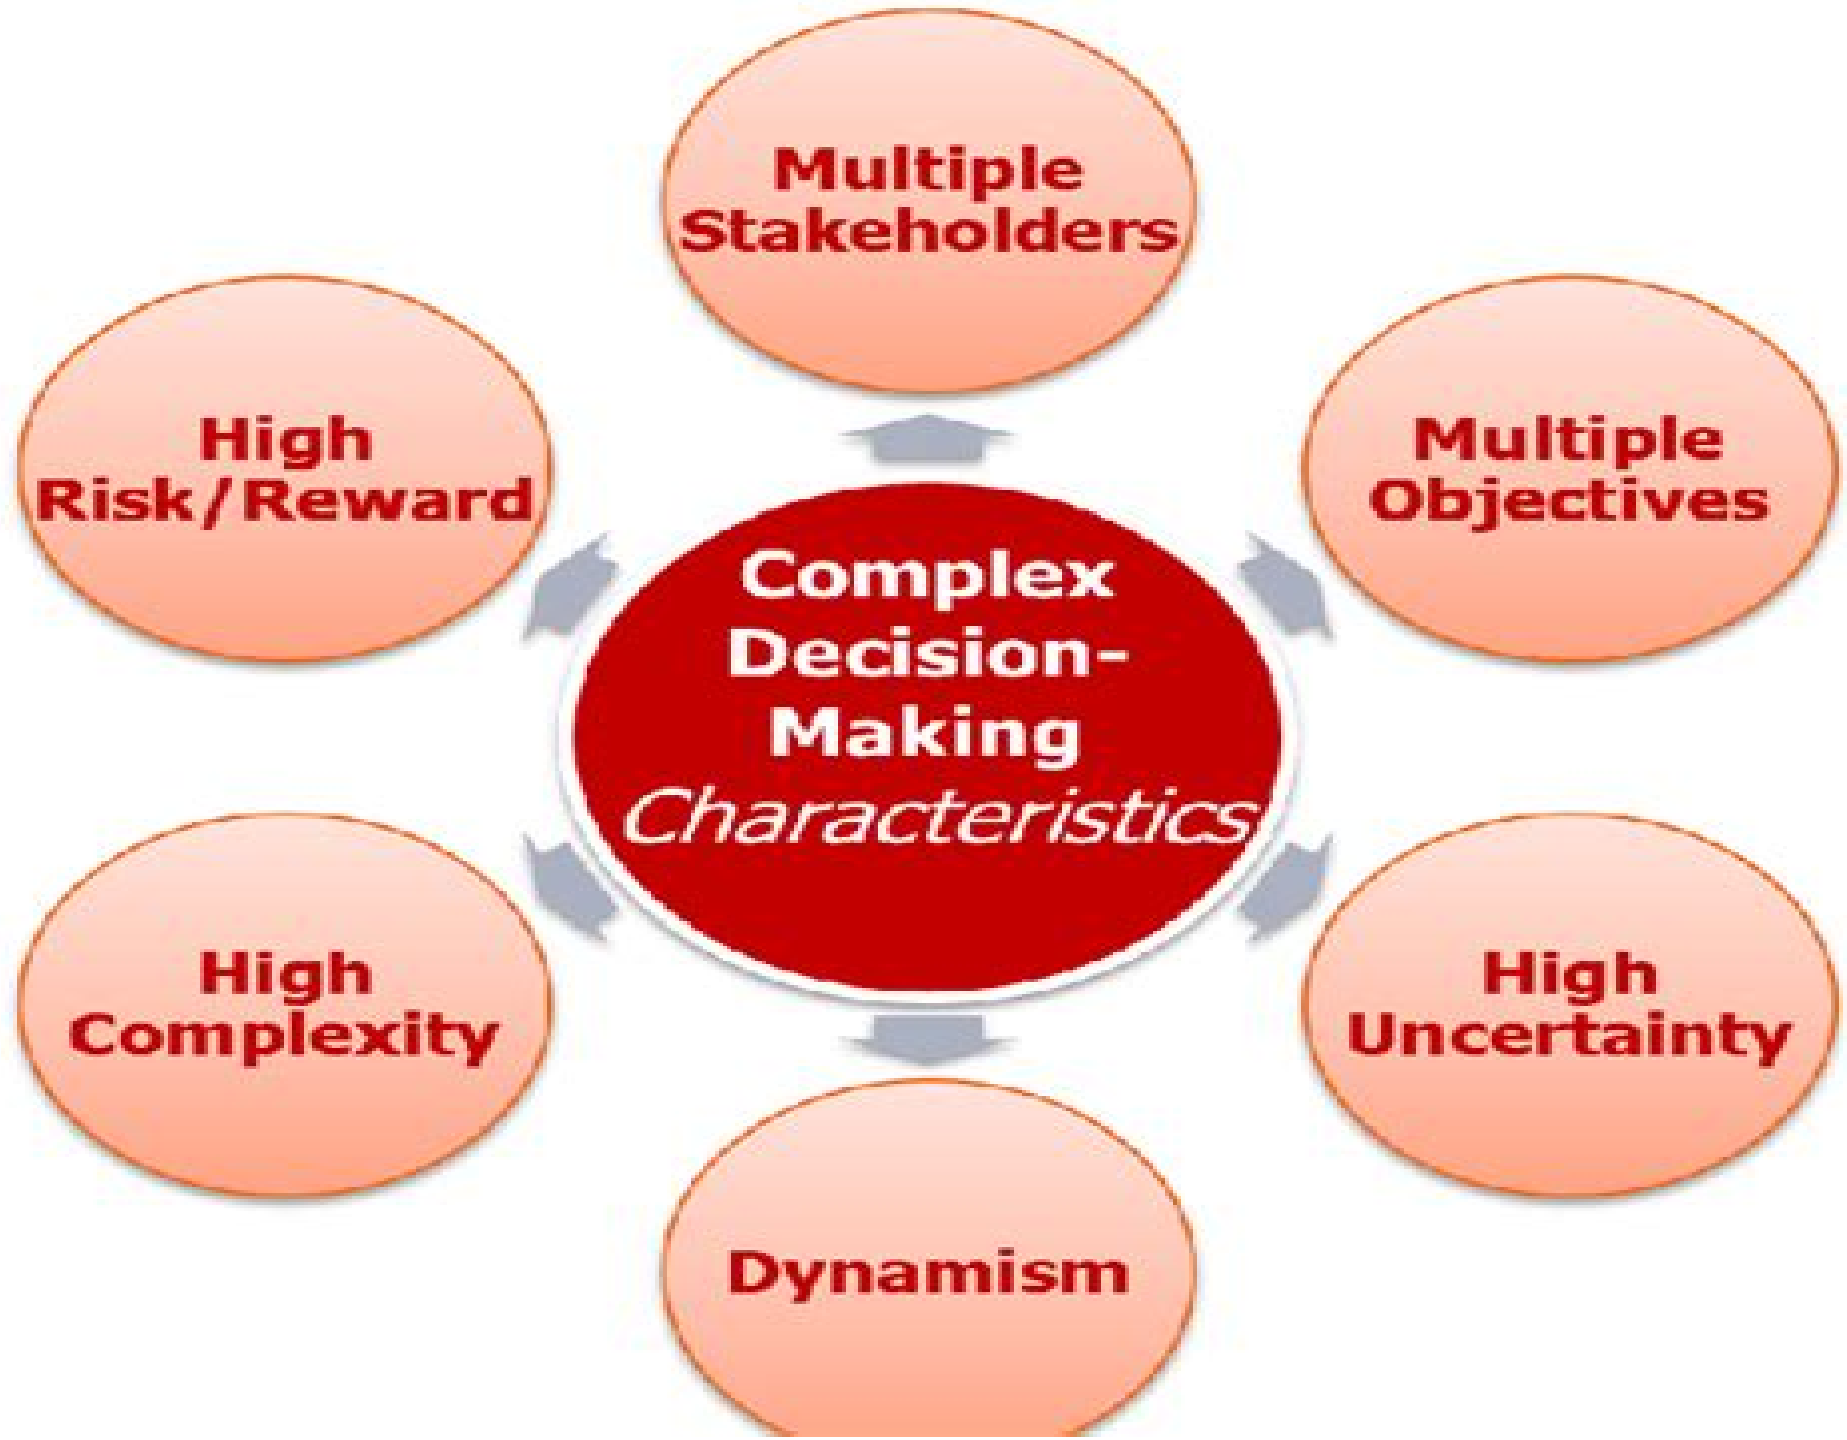 Multiple
Stakeholders
High
Risk/Reward
Multiple
Objectives
Complex
Decision-
Making
Characteristics
High
Complexity
High
Uncertainty
Dynamism